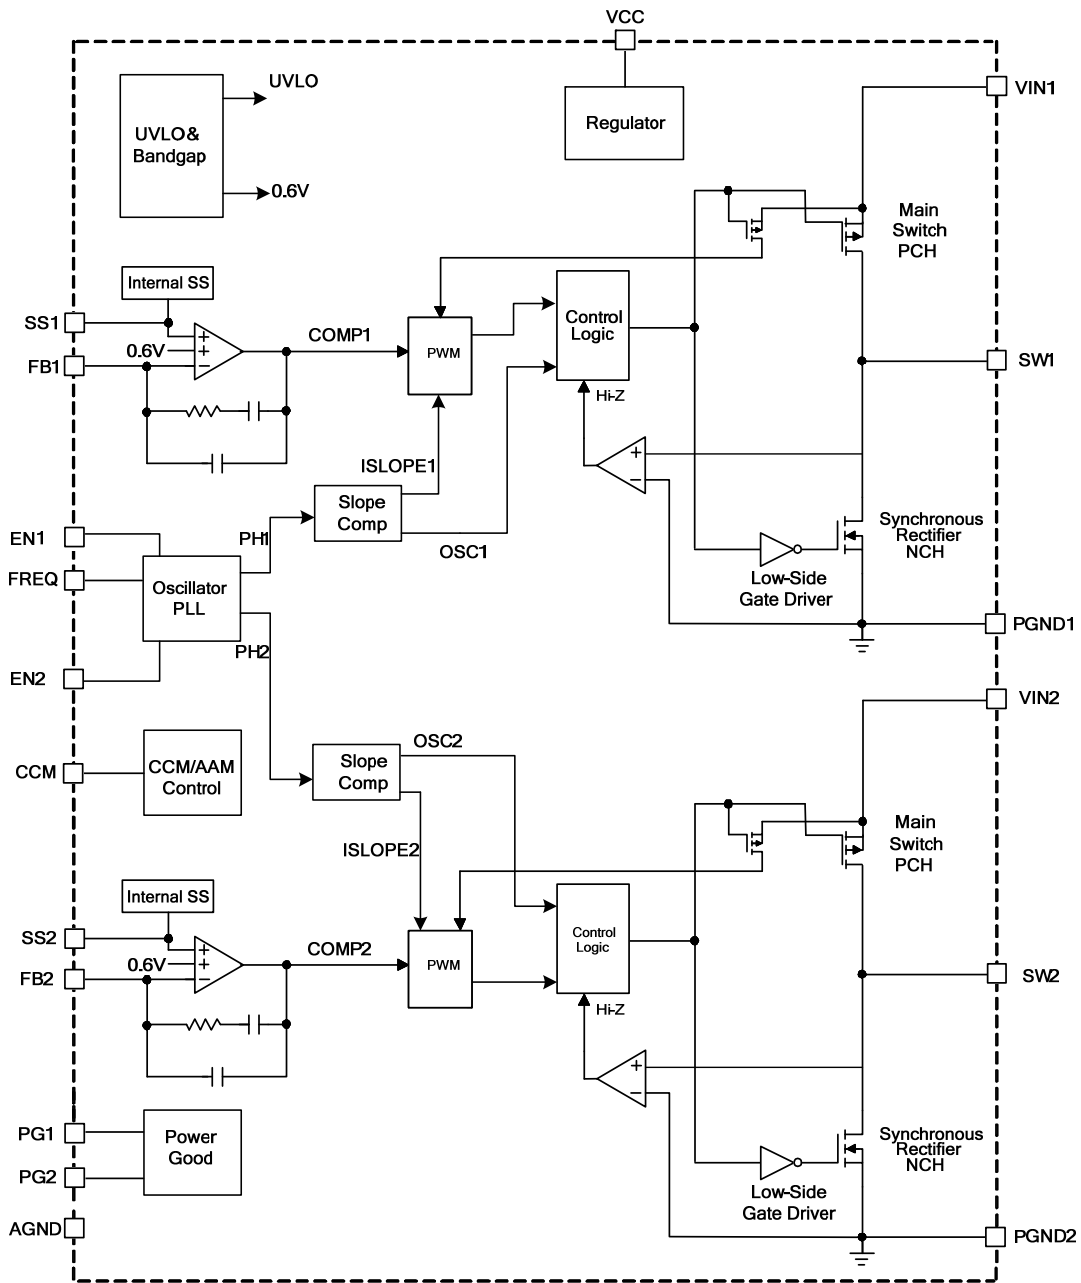 VCC
UVLO
UVLO &
Bandgap
0.6V
Regulator
VIN1
Main
Switch
PCH
Internal SS
SS1
0.6V
FB1
+
+
−
COMP1
PWM
Control
Logic
SW1
Hi-Z
+
−
ISLOPE1
Slope
Comp
OSC1
PH1
EN1
FREQ
Oscillator
PLL
EN2
PH2
Synchronous
Rectifier
NCH
Low-Side
Gate Driver
PGND1
VIN2
CCM
CCM/AAM
Control
Slope
Comp
OSC2
ISLOPE2
Main
Switch
PCH
Internal SS
SS2
0.6V
FB2
+
+
−
COMP2
PWM
Control
Logic
SW2
Hi-Z
+
−
PG1
PG2
Power
Good
Synchronous
Rectifier
NCH
Low-Side
Gate Driver
AGND
PGND2